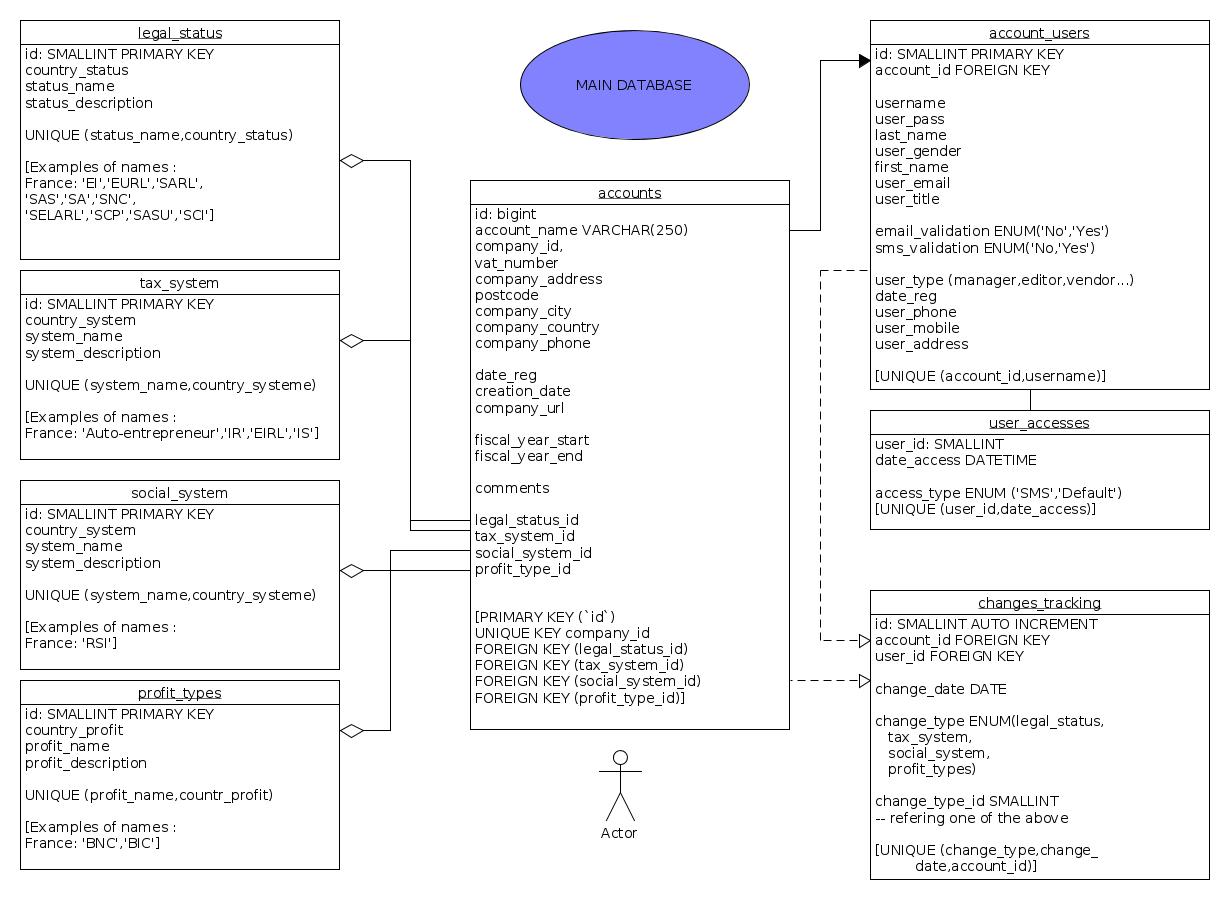 legal_status
id: SMALLINT PRIMARY KEY
country_status
status_name
status_description
UNIQUE (status_name,country_status)
[Examples of names :
France: 'EI','EURL','SARL',
'SAS','SA','SNC',
'SELARL','SCP','SASU','SCI']
tax_system
id: SMALLINT PRIMARY KEY
country_system
system_name
system_description
UNIQUE (system_name,country_systeme)
[Examples of names :
France: 'Auto-entrepreneur','IR','EIRL','IS']
social_system
id: SMALLINT PRIMARY KEY
country_system
system_name
system_description
UNIQUE (system_name,country_systeme)
[Examples of names :
France: 'RSI']
profit_types
id: SMALLINT PRIMARY KEY
country_profit
profit_name
profit_description
UNIQUE (profit_name,countr_profit)
[Examples of names :
France: 'BNC','BIC']
MAIN DATABASE
accounts
id: bigint
account_name VARCHAR(250)
company_id,
vat_number
company_address
postcode
company_city
company_country
company_phone
date_reg
creation_date
company_url
fiscal_year_start
fiscal_year_end
comments
legal_status_id
tax_system_id
social_system_id
profit_type_id
[PRIMARY KEY (`id`)
UNIQUE KEY company_id
FOREIGN KEY (legal_status_id)
FOREIGN KEY (tax_system_id)
FOREIGN KEY (social_system_id)
FOREIGN KEY (profit_type_id)]
Actor
account_users
id: SMALLINT PRIMARY KEY
account_id FOREIGN KEY
username
user_pass
last_name
user_gender
first_name
user_email
user_title
email_validation ENUM('No','Yes')
sms_validation ENUM('No,'Yes')
user_type (manager,editor,vendor...)
date_reg
user_phone
user_mobile
user_address
[UNIQUE (account_id,username)]
user_accesses
user_id: SMALLINT
date_access DATETIME
access_type ENUM ('SMS','Default')
[UNIQUE (user_id,date_access)]
changes_tracking
id: SMALLINT AUTO INCREMENT
account_id FOREIGN KEY
user_id FOREIGN KEY
change_date DATE
change_type ENUM(legal_status,
tax_system,
social_system,
profit_types)
change_type_id SMALLINT
-- refering one of the above
[UNIQUE (change_type,change_
date,account_id)]